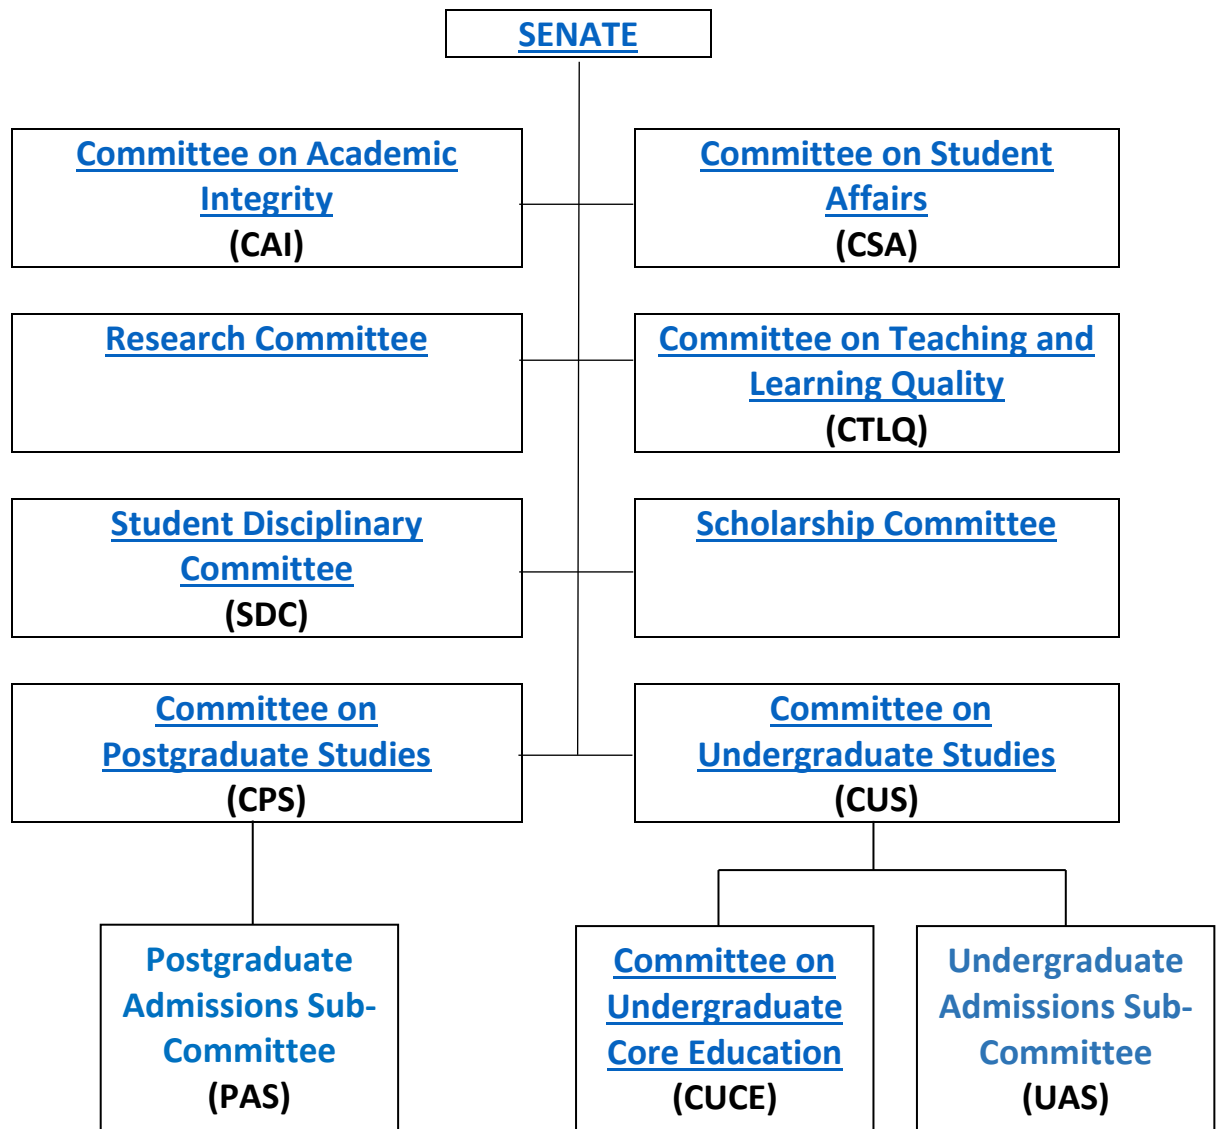 SENATE
Committee on Academic
Integrity
(CAI)
Committee on Student
Affairs
(CSA)
Research Committee
Committee on Teaching and
Learning Quality
(CTLQ)
Student Disciplinary
Committee
(SDC)
Scholarship Committee
Committee on
Postgraduate Studies
(CPS)
Committee on
Undergraduate Studies
(CUS)
Postgraduate
Admissions Sub-
Committee
(PAS)
Committee on
Undergraduate
Core Education
(CUCE)
Undergraduate
Admissions Sub-
Committee
(UAS)